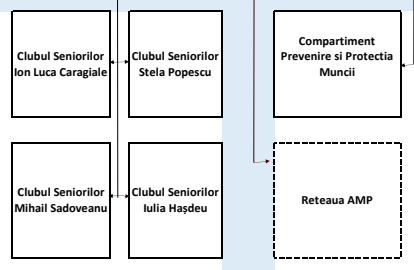 Clubul Seniorilor
Ion Luca Caragiale
Clubul Seniorilor
Stela Popescu
Compartiment
Prevenire si Protectia
Muncii
Clubul Seniorilor
Mihail Sadoveanu
Clubul Seniorilor
Iulia Hașdeu
Reteaua AMP